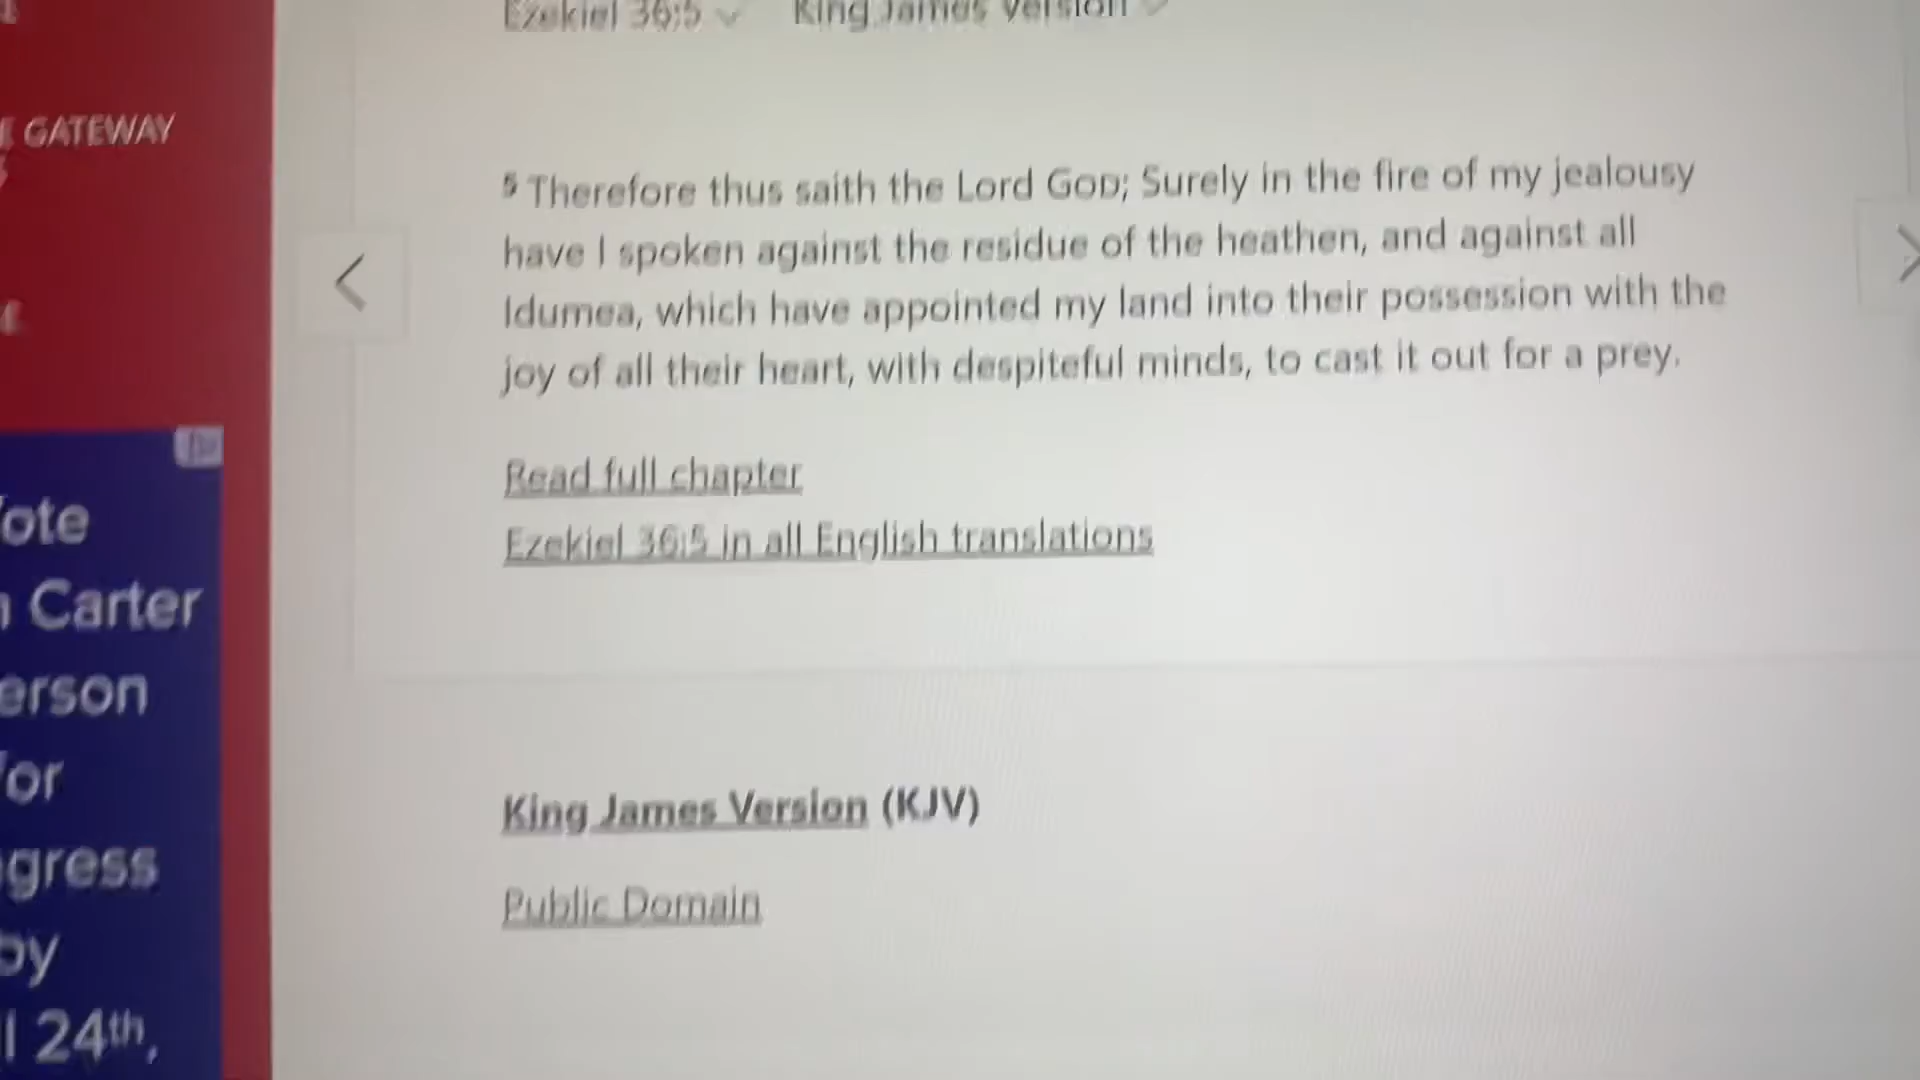 Ezekiel 36:5 King James Version
GATEWAY
5 Therefore thus saith the Lord GOD; Surely in the fire of my jealousy
have I spoken against the residue of the heathen, and against all
Idumea, which have appointed my land into their possession with the
joy of all their heart, with despiteful minds, to cast it out for a prey.
Read full chapter
Ezekiel 36:5 in all English translations
King James Version (KJV)
Public Domain
ote
Carter
erson
or
gress
by
24th,